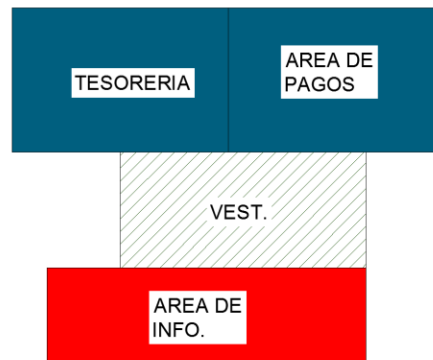 TESORERIA
AREA DE
PAGOS
VEST.
AREA DE
INFO.